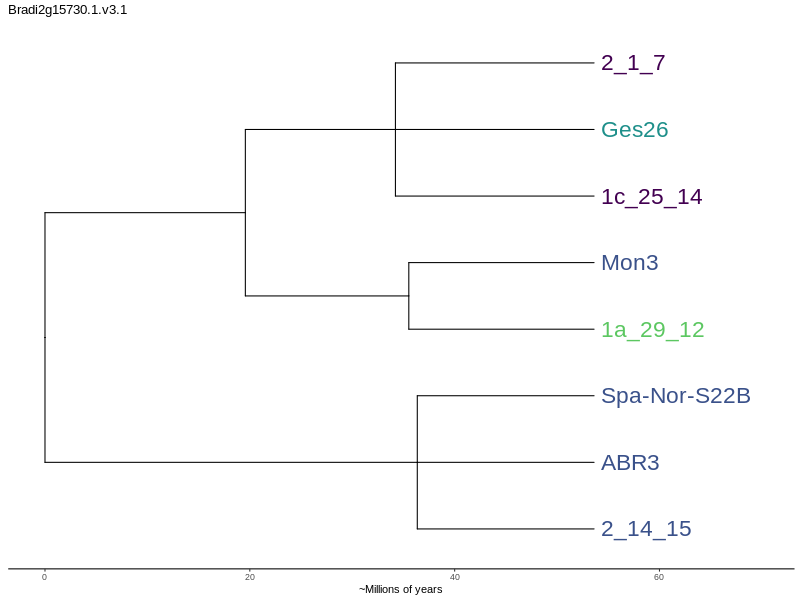 Bradi2g15730.1.v3.1
2_1_7
Ges26
1c_25_14
Mon3
1a_29_12
Spa-Nor-S22B
ABR3
2_14_15
0 20 40 60
~Millions of years